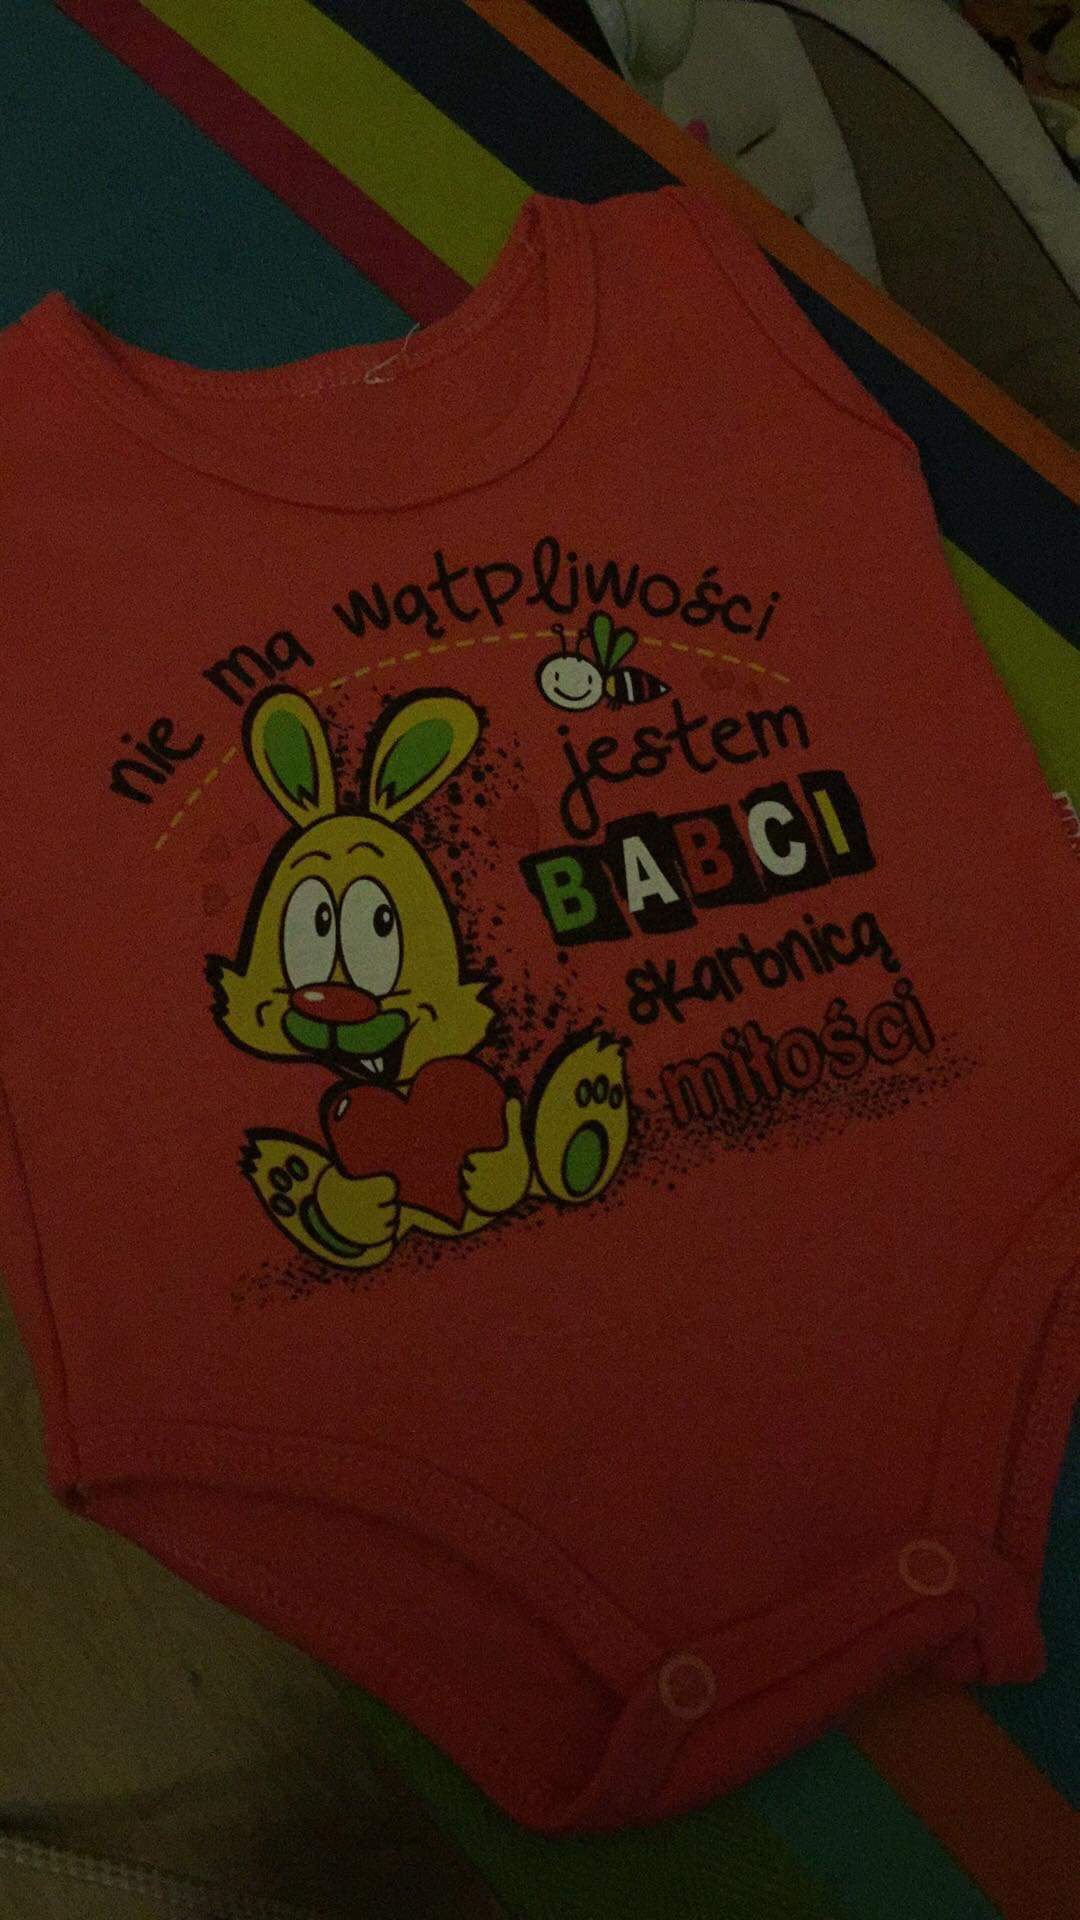 nie ma wątpliwości
jestem
BABCI
skarbnicą
miłości